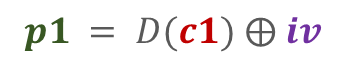 p1 = D(c1) ⊕ iv